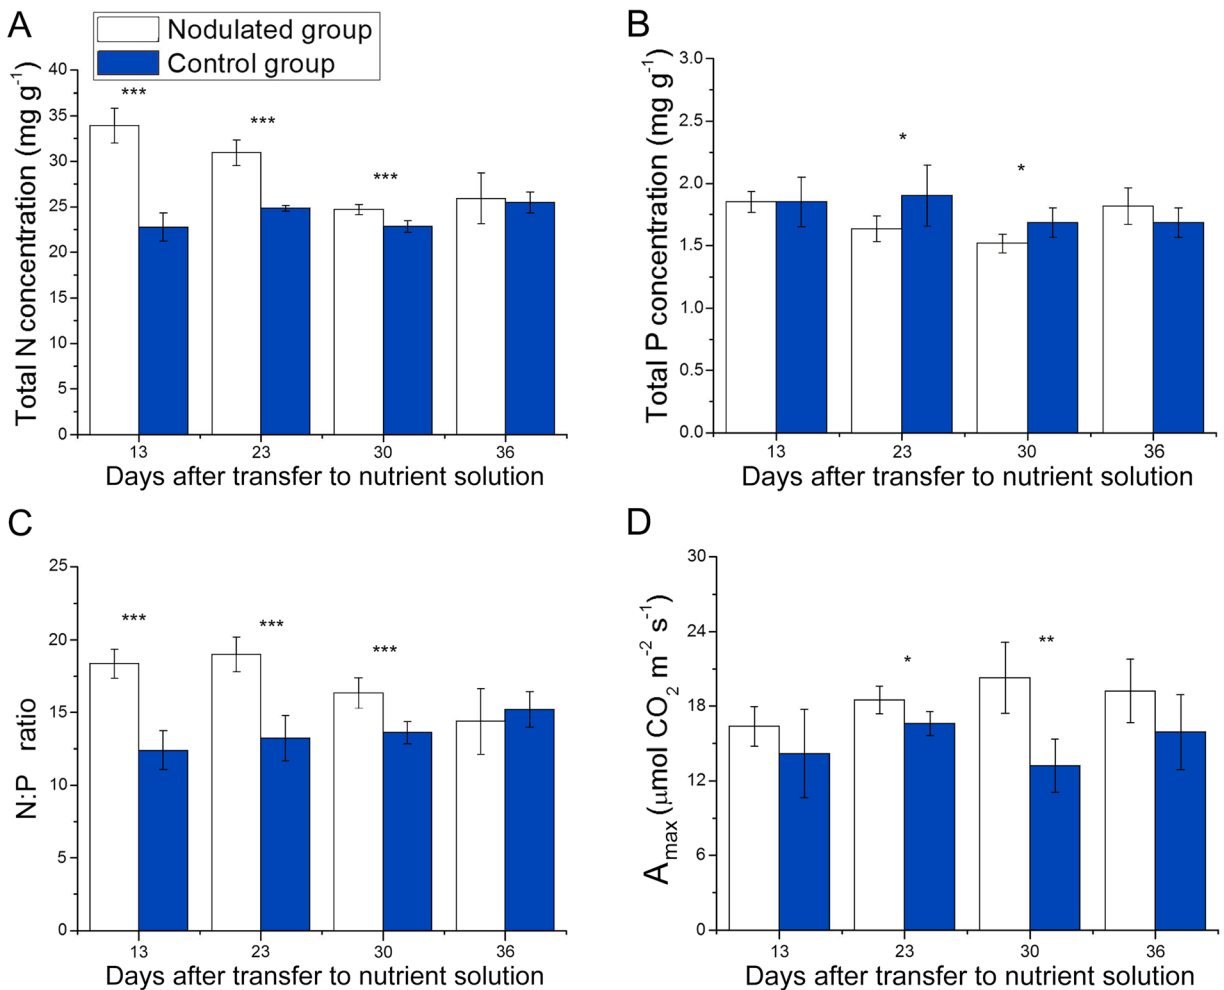 A
Nodulated group
Control group
Total N concentration (mg g⁻¹)
40
35
30
25
20
15
10
5
0
***
***
***
13 23 30 36
Days after transfer to nutrient solution
B
Total P concentration (mg g⁻¹)
3.0
2.5
2.0
1.5
1.0
0.5
0.0
*
*
13 23 30 36
Days after transfer to nutrient solution
C
N:P ratio
25
20
15
10
5
0
***
***
***
13 23 30 36
Days after transfer to nutrient solution
D
Aₘₐₓ (μmol CO₂ m⁻² s⁻¹)
30
24
18
12
6
0
*
**
13 23 30 36
Days after transfer to nutrient solution